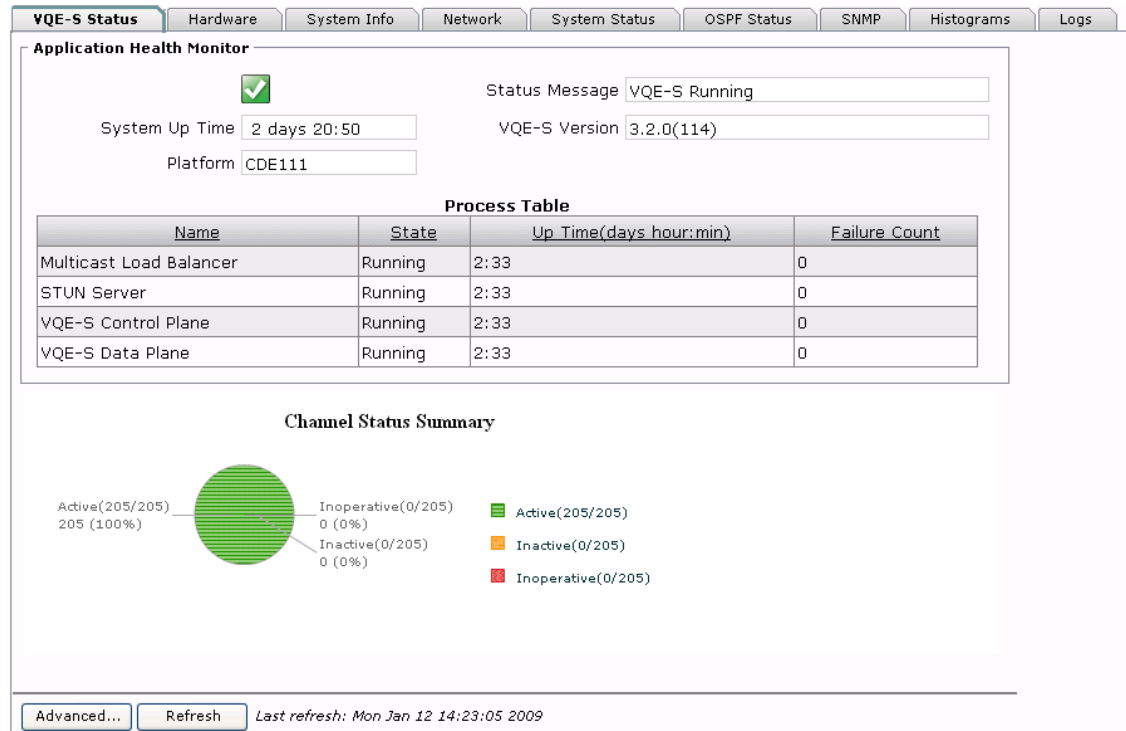 VQE-S Status Hardware System Info Network System Status OSPF Status SNMP Histograms Logs
Application Health Monitor
Status Message VQE-S Running
System Up Time 2 days 20:50 VQE-S Version 3.2.0(114)
Platform CDE111
Process Table
Name State Up Time(days hour:min) Failure Count
Multicast Load Balancer Running 2:33 0
STUN Server Running 2:33 0
VQE-S Control Plane Running 2:33 0
VQE-S Data Plane Running 2:33 0
Channel Status Summary
Active(205/205)
205 (100%)
Inoperative(0/205)
0 (0%)
Inactive(0/205)
0 (0%)
Active(205/205)
Inactive(0/205)
Inoperative(0/205)
Advanced... Refresh Last refresh: Mon Jan 12 14:23:05 2009